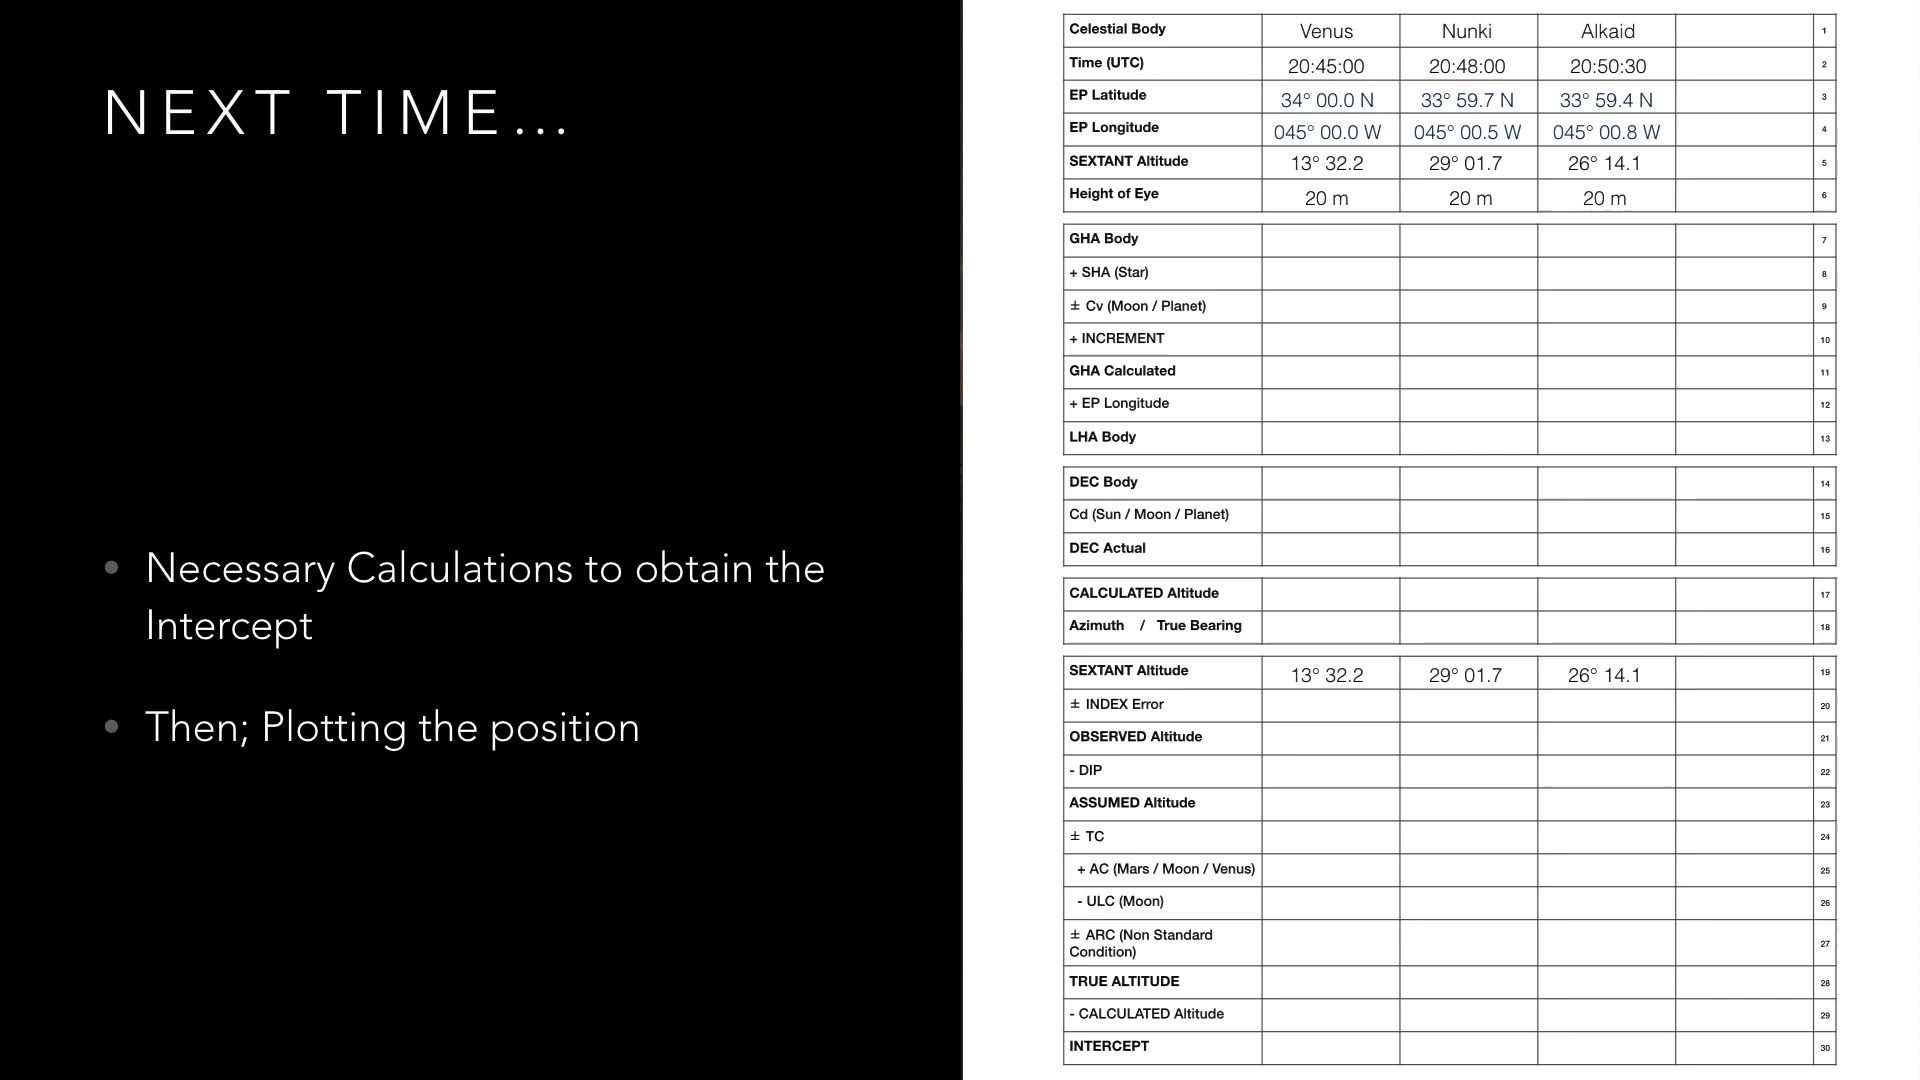 NEXT TIME…
• Necessary Calculations to obtain the
Intercept
• Then; Plotting the position
Celestial Body Venus Nunki Alkaid 1
Time (UTC) 20:45:00 20:48:00 20:50:30 2
EP Latitude 34° 00.0 N 33° 59.7 N 33° 59.4 N 3
EP Longitude 045° 00.0 W 045° 00.5 W 045° 00.8 W 4
SEXTANT Altitude 13° 32.2 29° 01.7 26° 14.1 5
Height of Eye 20 m 20 m 20 m 6
GHA Body 7
+ SHA (Star) 8
± Cv (Moon / Planet) 9
+ INCREMENT 10
GHA Calculated 11
+ EP Longitude 12
LHA Body 13
DEC Body 14
Cd (Sun / Moon / Planet) 15
DEC Actual 16
CALCULATED Altitude 17
Azimuth / True Bearing 18
SEXTANT Altitude 13° 32.2 29° 01.7 26° 14.1 19
± INDEX Error 20
OBSERVED Altitude 21
- DIP 22
ASSUMED Altitude 23
± TC 24
+ AC (Mars / Moon / Venus) 25
- ULC (Moon) 26
± ARC (Non Standard
Condition) 27
TRUE ALTITUDE 28
- CALCULATED Altitude 29
INTERCEPT 30